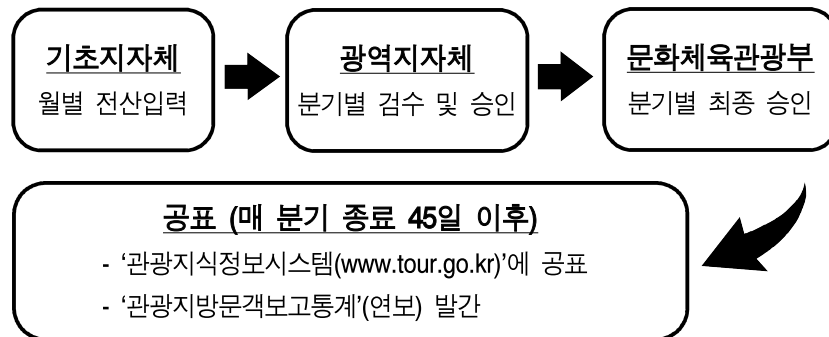 기초지자체
월별 전산입력
광역지자체
분기별 검수 및 승인
문화체육관광부
분기별 최종 승인
공표 (매 분기 종료 45일 이후)
- ‘관광지식정보시스템(www.tour.go.kr)’에 공표
- ‘관광지방문객보고통계’(연보) 발간